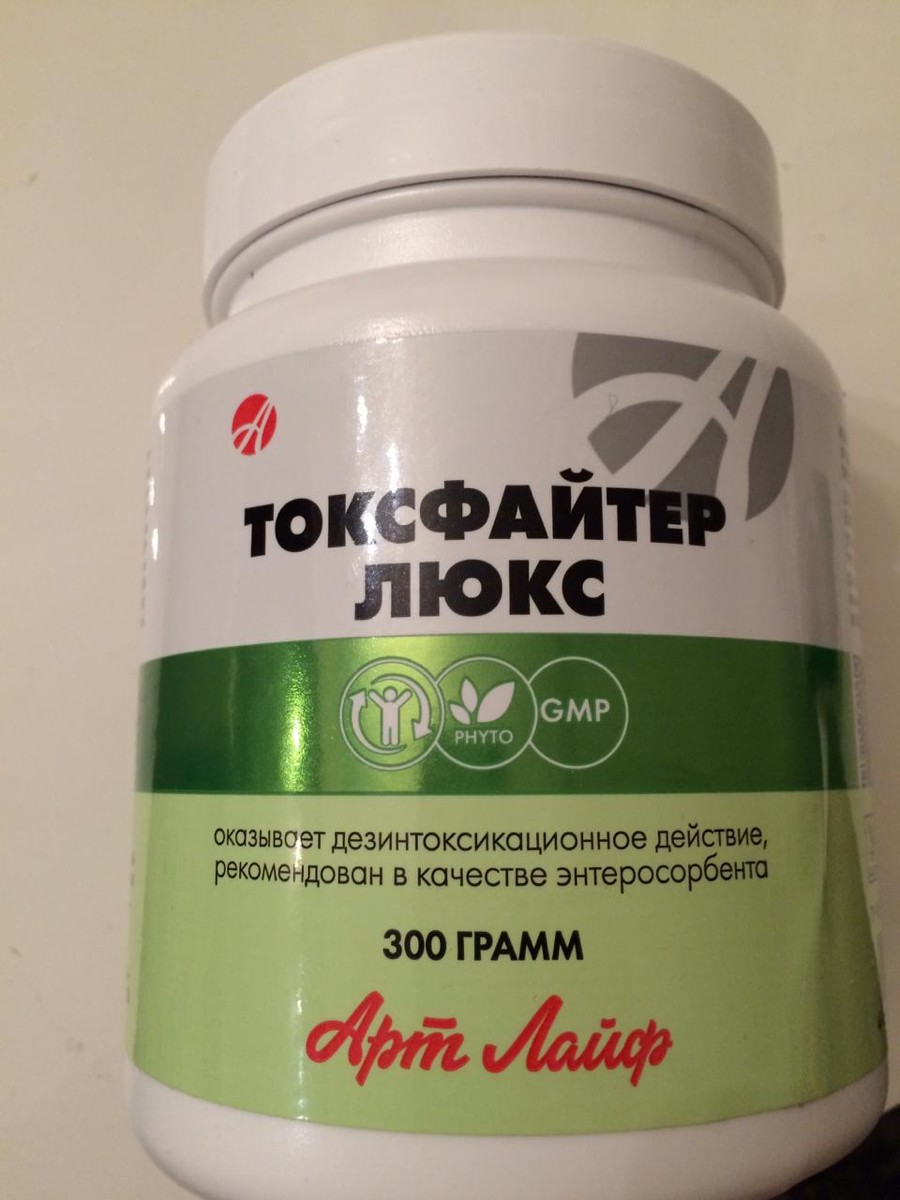 ТОКСФАЙТЕР
ЛЮКС
PHYTO
GMP
оказывает дезинтоксикационное действие,
рекомендован в качестве энтеросорбента
300 ГРАММ
Арт Лайф